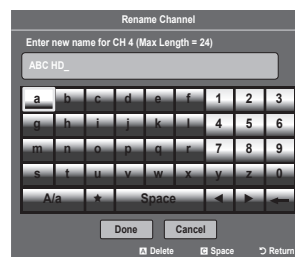 Rename Channel
Enter new name for CH 4 (Max Length = 24)
ABC HD_
a b c d e f 1 2 3
g h i j k l 4 5 6
m n o p q r 7 8 9
s t u v w x y z 0
A/a ★ Space ◀ ▶ ←
Done Cancel
A Delete C Space ↶ Return